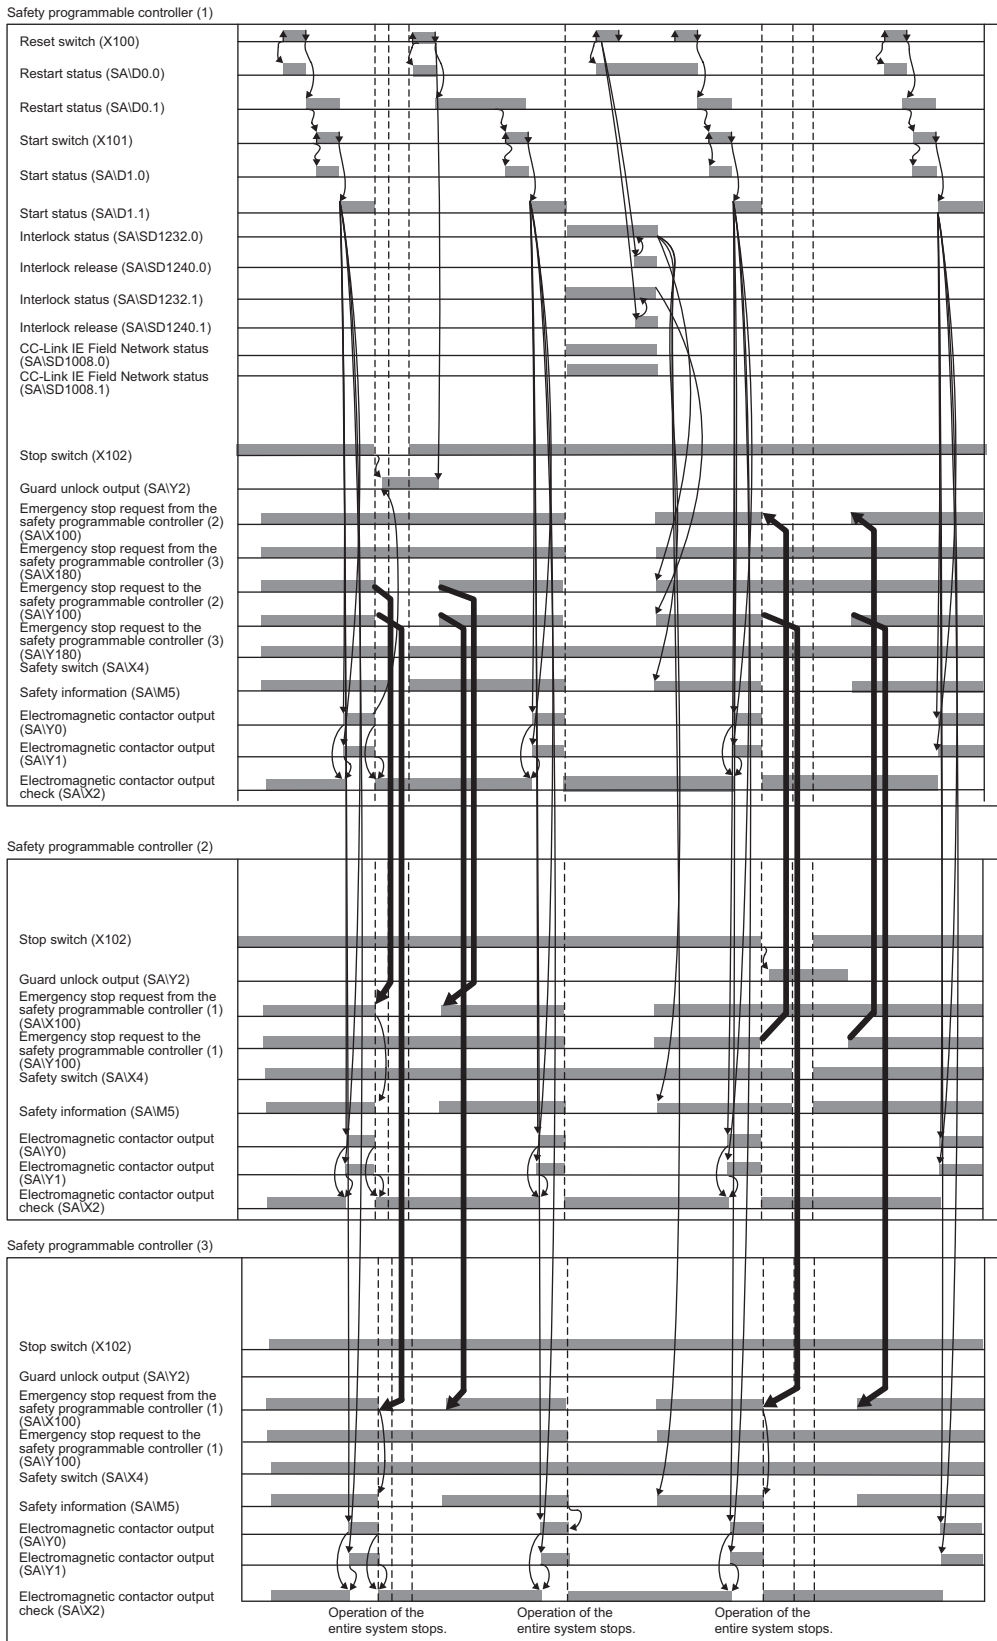 Safety programmable controller (1)
Reset switch (X100)
Restart status (SA\D0.0)
Restart status (SA\D0.1)
Start switch (X101)
Start status (SA\D1.0)
Start status (SA\D1.1)
Interlock status (SA\SD1232.0)
Interlock release (SA\SD1240.0)
Interlock status (SA\SD1232.1)
Interlock release (SA\SD1240.1)
CC-Link IE Field Network status
(SA\SD1008.0)
CC-Link IE Field Network status
(SA\SD1008.1)
Stop switch (X102)
Guard unlock output (SA\Y2)
Emergency stop request from the
safety programmable controller (2)
(SA\X100)
Emergency stop request from the
safety programmable controller (3)
(SA\X180)
Emergency stop request to the
safety programmable controller (2)
(SA\Y100)
Emergency stop request to the
safety programmable controller (3)
(SA\Y180)
Safety switch (SA\X4)
Safety information (SA\M5)
Electromagnetic contactor output
(SA\Y0)
Electromagnetic contactor output
(SA\Y1)
Electromagnetic contactor output
check (SA\X2)
Safety programmable controller (2)
Stop switch (X102)
Guard unlock output (SA\Y2)
Emergency stop request from the
safety programmable controller (1)
(SA\X100)
Emergency stop request to the
safety programmable controller (1)
(SA\Y100)
Safety switch (SA\X4)
Safety information (SA\M5)
Electromagnetic contactor output
(SA\Y0)
Electromagnetic contactor output
(SA\Y1)
Electromagnetic contactor output
check (SA\X2)
Safety programmable controller (3)
Stop switch (X102)
Guard unlock output (SA\Y2)
Emergency stop request from the
safety programmable controller (1)
(SA\X100)
Emergency stop request to the
safety programmable controller (1)
(SA\Y100)
Safety switch (SA\X4)
Safety information (SA\M5)
Electromagnetic contactor output
(SA\Y0)
Electromagnetic contactor output
(SA\Y1)
Electromagnetic contactor output
check (SA\X2)
Operation of the
entire system stops.
Operation of the
entire system stops.
Operation of the
entire system stops.